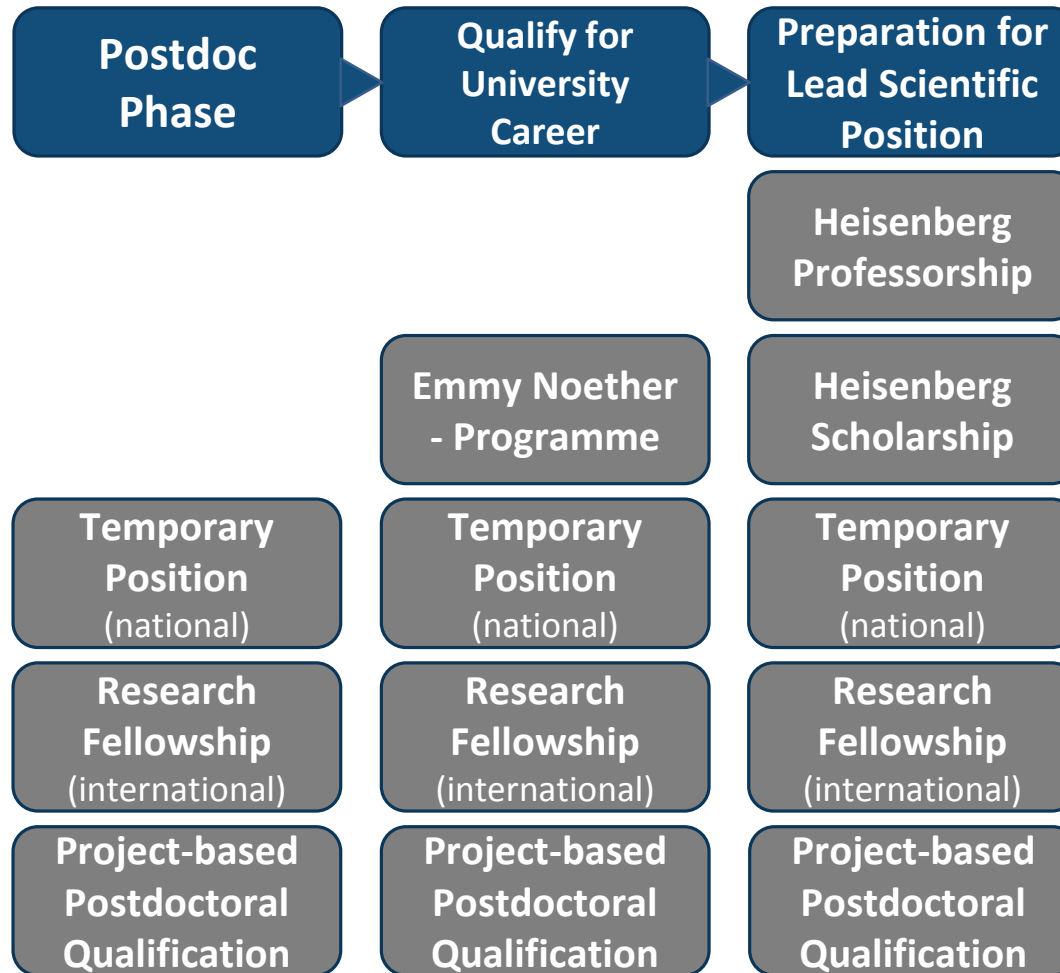 Postdoc
Phase
Qualify for
University
Career
Preparation for
Lead Scientific
Position
Heisenberg
Professorship
Emmy Noether
- Programme
Heisenberg
Scholarship
Temporary
Position
(national)
Temporary
Position
(national)
Temporary
Position
(national)
Research
Fellowship
(international)
Research
Fellowship
(international)
Research
Fellowship
(international)
Project-based
Postdoctoral
Qualification
Project-based
Postdoctoral
Qualification
Project-based
Postdoctoral
Qualification